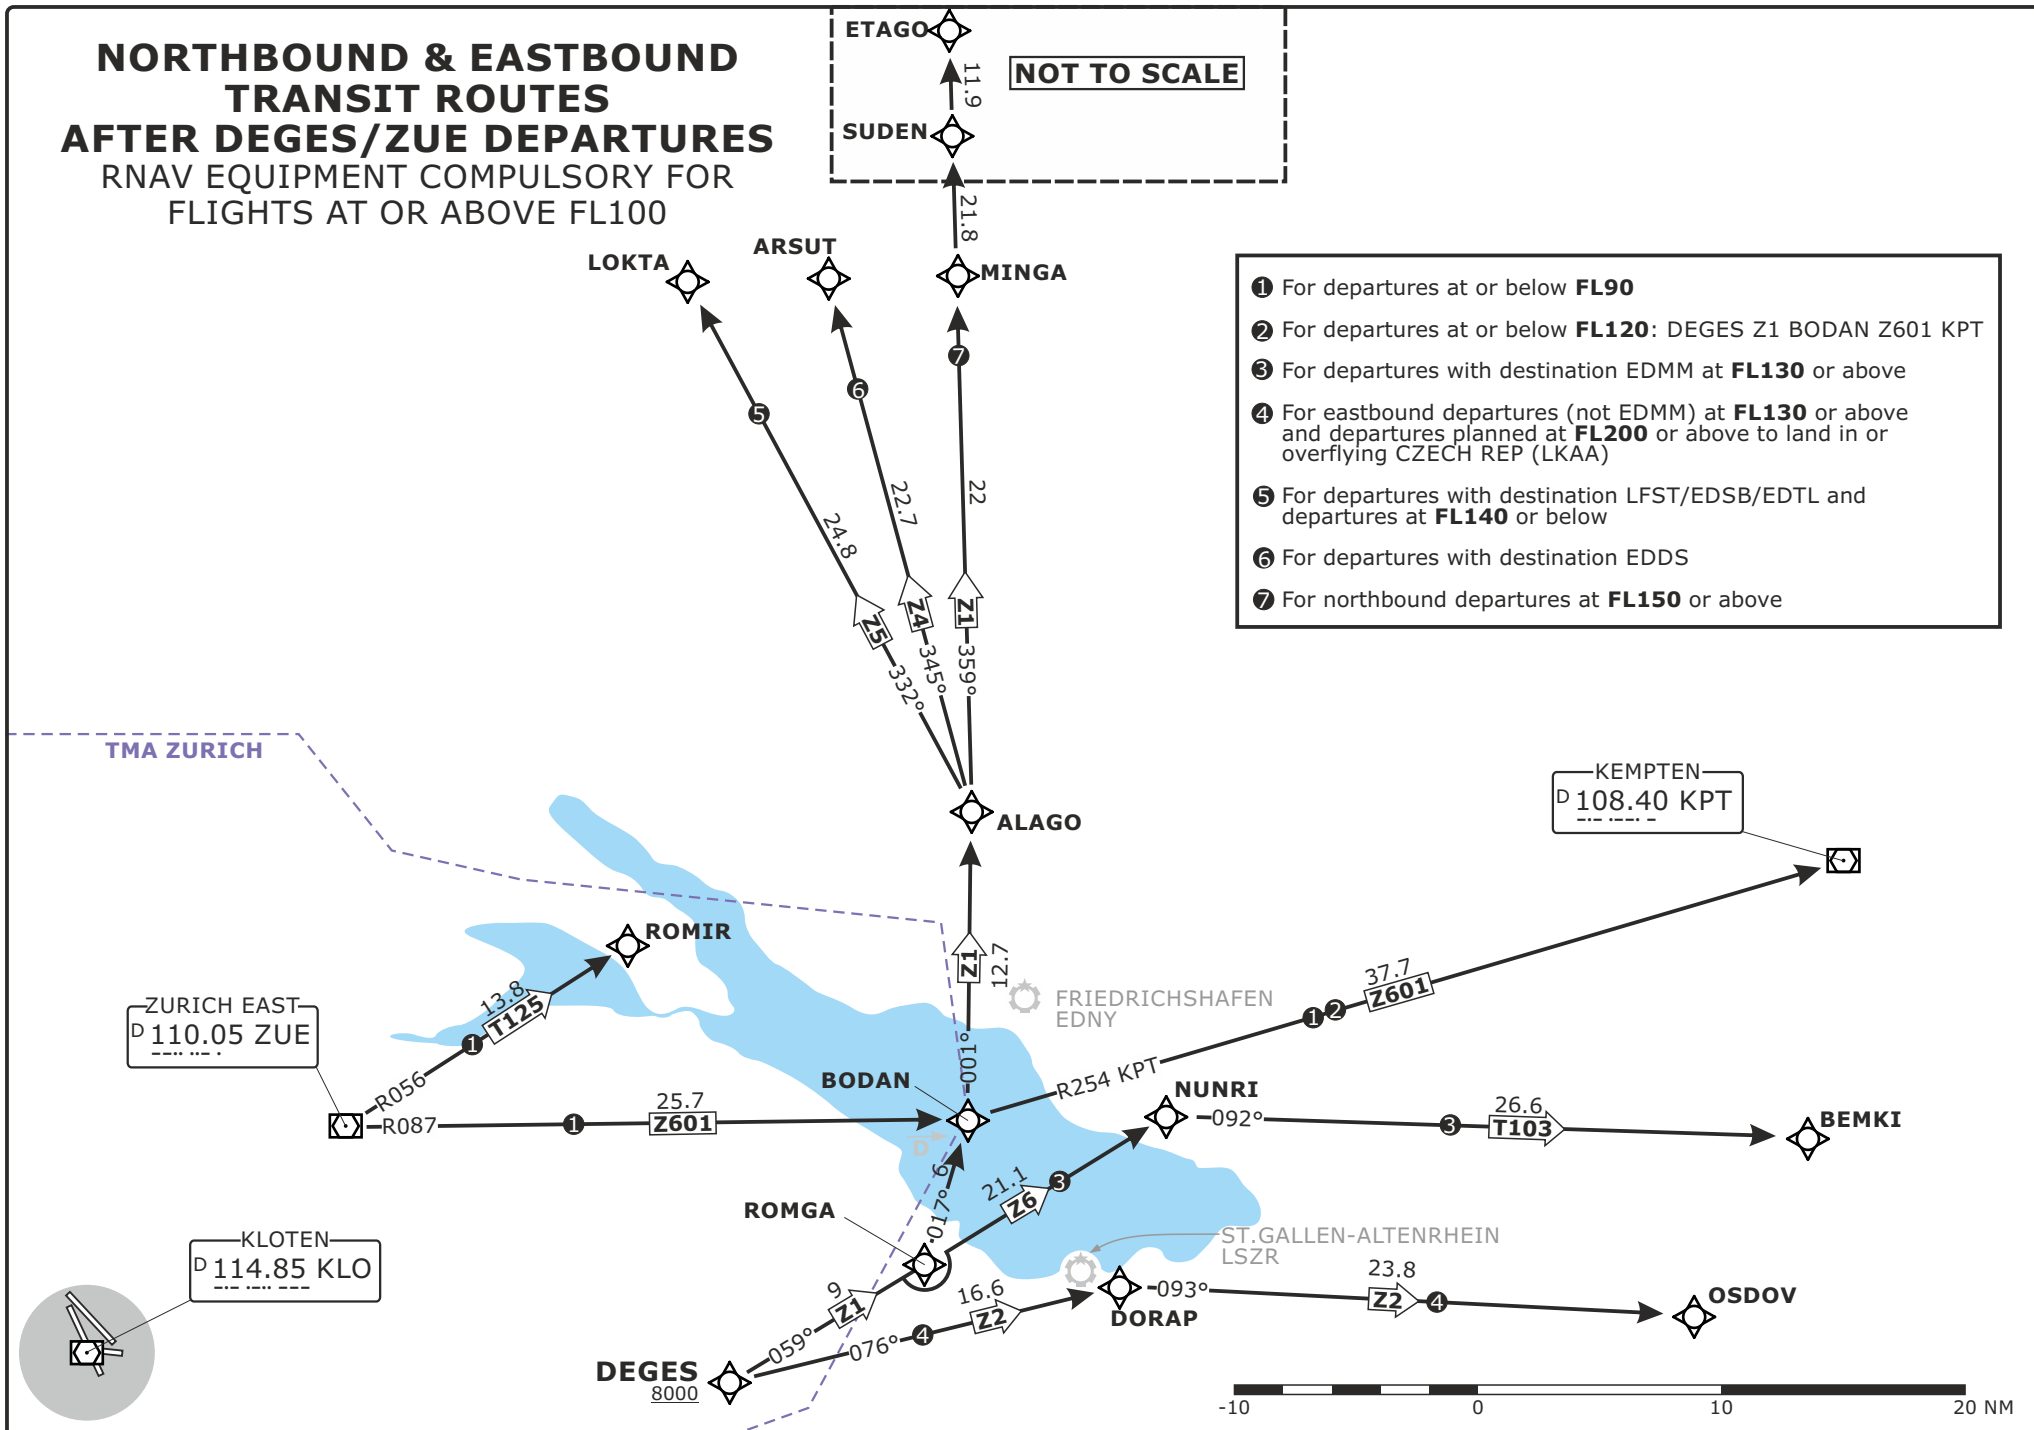 NORTHBOUND & EASTBOUND
TRANSIT ROUTES
AFTER DEGES/ZUE DEPARTURES
RNAV EQUIPMENT COMPULSORY FOR
FLIGHTS AT OR ABOVE FL100
ETAGO
NOT TO SCALE
11.9
SUDEN
21.8
LOKTA
ARSUT
MINGA
1 For departures at or below FL90
2 For departures at or below FL120: DEGES Z1 BODAN Z601 KPT
3 For departures with destination EDMM at FL130 or above
4 For eastbound departures (not EDMM) at FL130 or above
and departures planned at FL200 or above to land in or
overflying CZECH REP (LKAA)
5 For departures with destination LFST/EDSB/EDTL and
departures at FL140 or below
6 For departures with destination EDDS
7 For northbound departures at FL150 or above
7
6
5
24.8
22.7
22
Z5
Z4
Z1
332°
345°
359°
TMA ZURICH
ALAGO
KEMPTEN
D 108.40 KPT
ROMIR
Z1
12.7
001°
FRIEDRICHSHAFEN
EDNY
37.7
Z601
1
2
R254 KPT
ZURICH EAST
D 110.05 ZUE
13.8
T125
1
R056
R087
1
25.7
Z601
BODAN
D
NUNRI
092°
3
26.6
T103
BEMKI
6
017°
21.1
Z6
3
ROMGA
ST.GALLEN-ALTENRHEIN
LSZR
KLOTEN
D 114.85 KLO
9
Z1
059°
16.6
Z2
4
076°
DORAP
093°
23.8
Z2
4
OSDOV
DEGES
8000
-10
0
10
20 NM